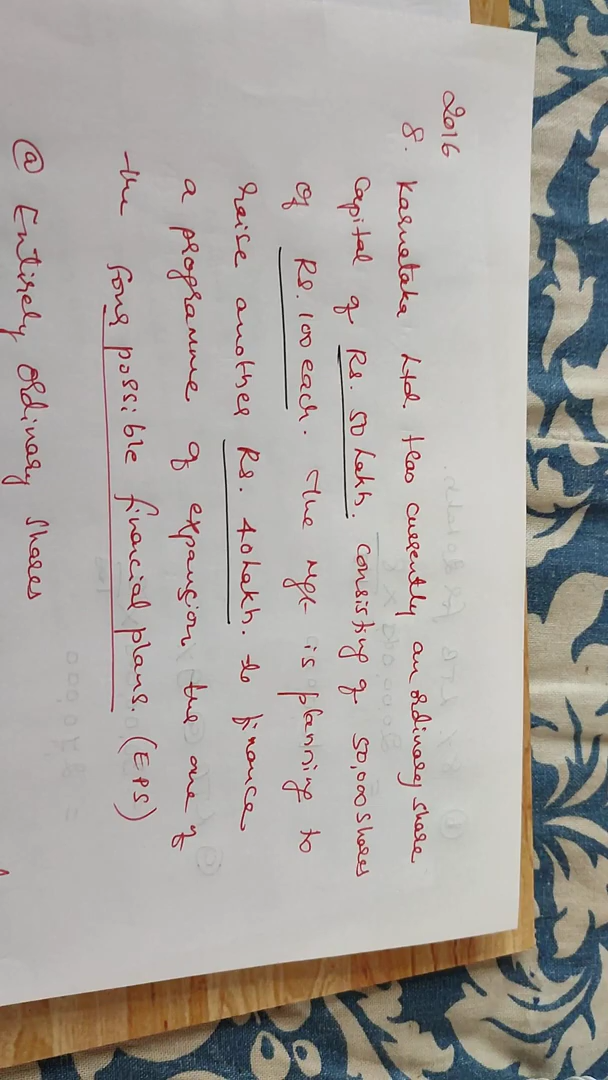 2016
8. Karnataka Ltd. Has currently an ordinary share
Capital of Rs. 50 Lakh. Consisting of 50,000 Shares
of Rs. 100 each. The mgt is planning to
raise another Rs. 40 Lakh. to finance
a programme of expansion, the one of
the four possible financial plans. (EPS)
@ Entirely ordinary Shares